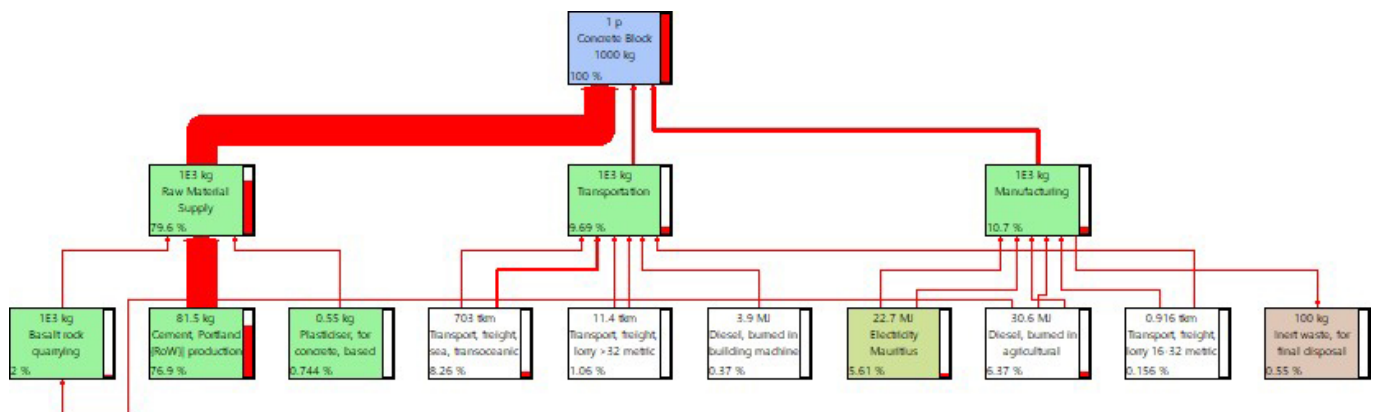 1 p
Concrete Block
1000 kg
100 %
1E3 kg
Raw Material
Supply
79.6 %
1E3 kg
Transportation
9.69 %
1E3 kg
Manufacturing
10.7 %
1E3 kg
Basalt rock
quarrying
2 %
81.5 kg
Cement, Portland
{RoW}| production
76.9 %
0.55 kg
Plasticiser, for
concrete, based
0.744 %
703 tkm
Transport, freight,
sea, transoceanic
8.26 %
11.4 tkm
Transport, freight,
lorry >32 metric
1.06 %
3.9 MJ
Diesel, burned in
building machine
0.37 %
22.7 MJ
Electricity
Mauritius
5.61 %
30.6 MJ
Diesel, burned in
agricultural
6.37 %
0.916 tkm
Transport, freight,
lorry 16-32 metric
0.156 %
100 kg
Inert waste, for
final disposal
0.55 %